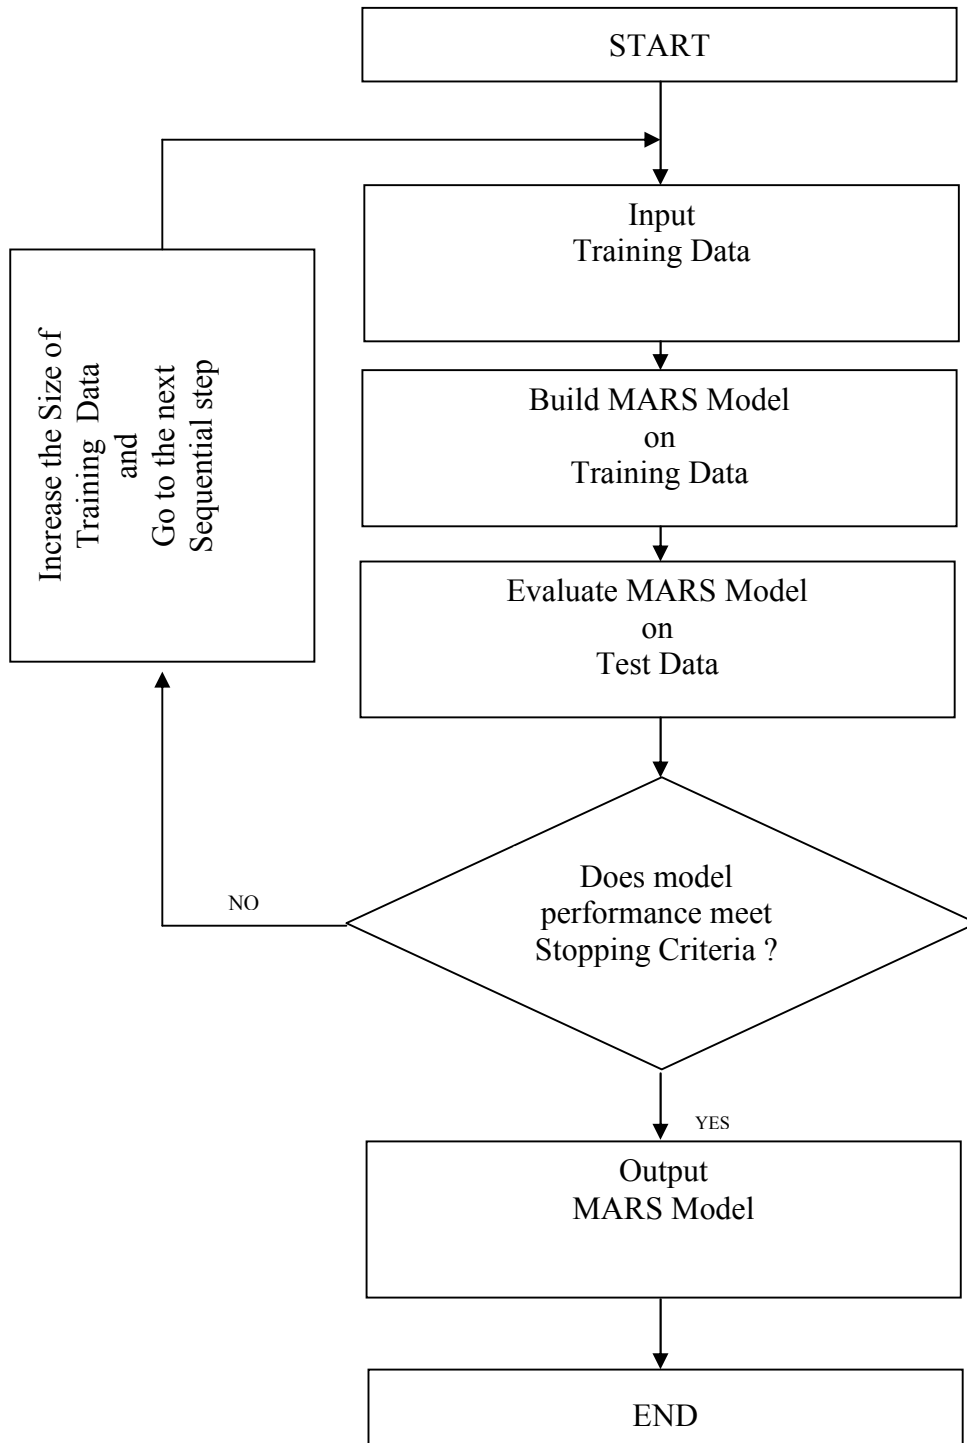 START
Input
Training Data
Build MARS Model
on
Training Data
Evaluate MARS Model
on
Test Data
Does model
performance meet
Stopping Criteria ?
NO
Increase the Size of
Training Data
and
Go to the next
Sequential step
YES
Output
MARS Model
END